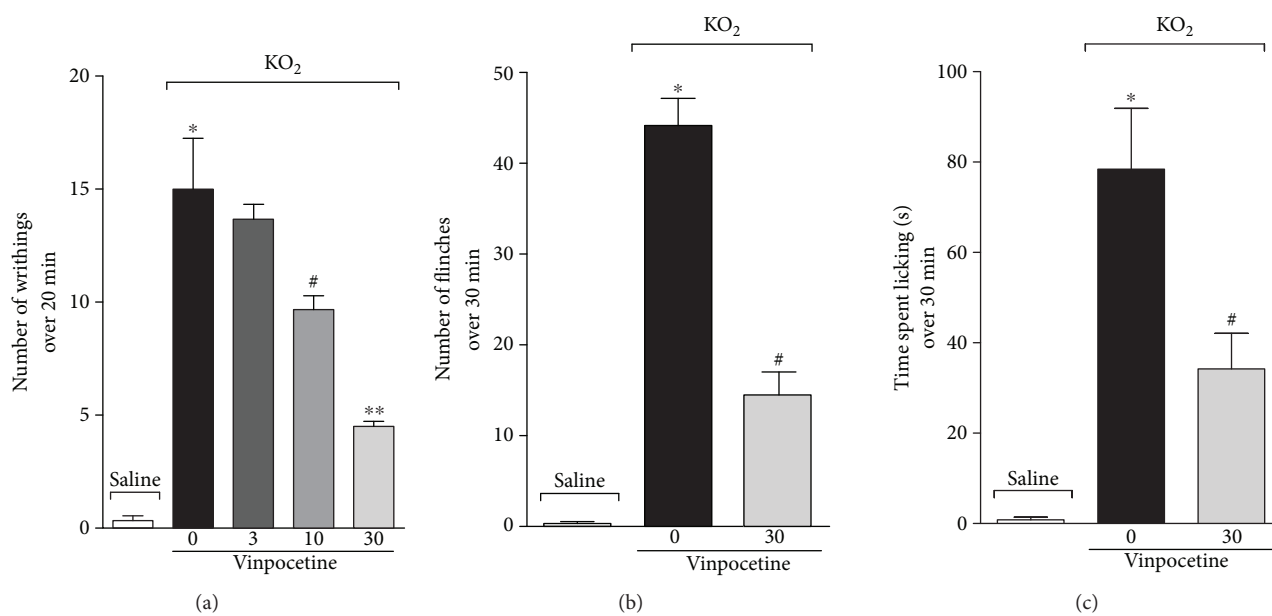 KO₂
20
15
10
5
0
Number of writhings
over 20 min
Saline
*
#
**
0 3 10 30
Vinpocetine
(a)
KO₂
50
40
30
20
10
0
Number of flinches
over 30 min
Saline
*
#
0 30
Vinpocetine
(b)
KO₂
100
80
60
40
20
0
Time spent licking (s)
over 30 min
Saline
*
#
0 30
Vinpocetine
(c)